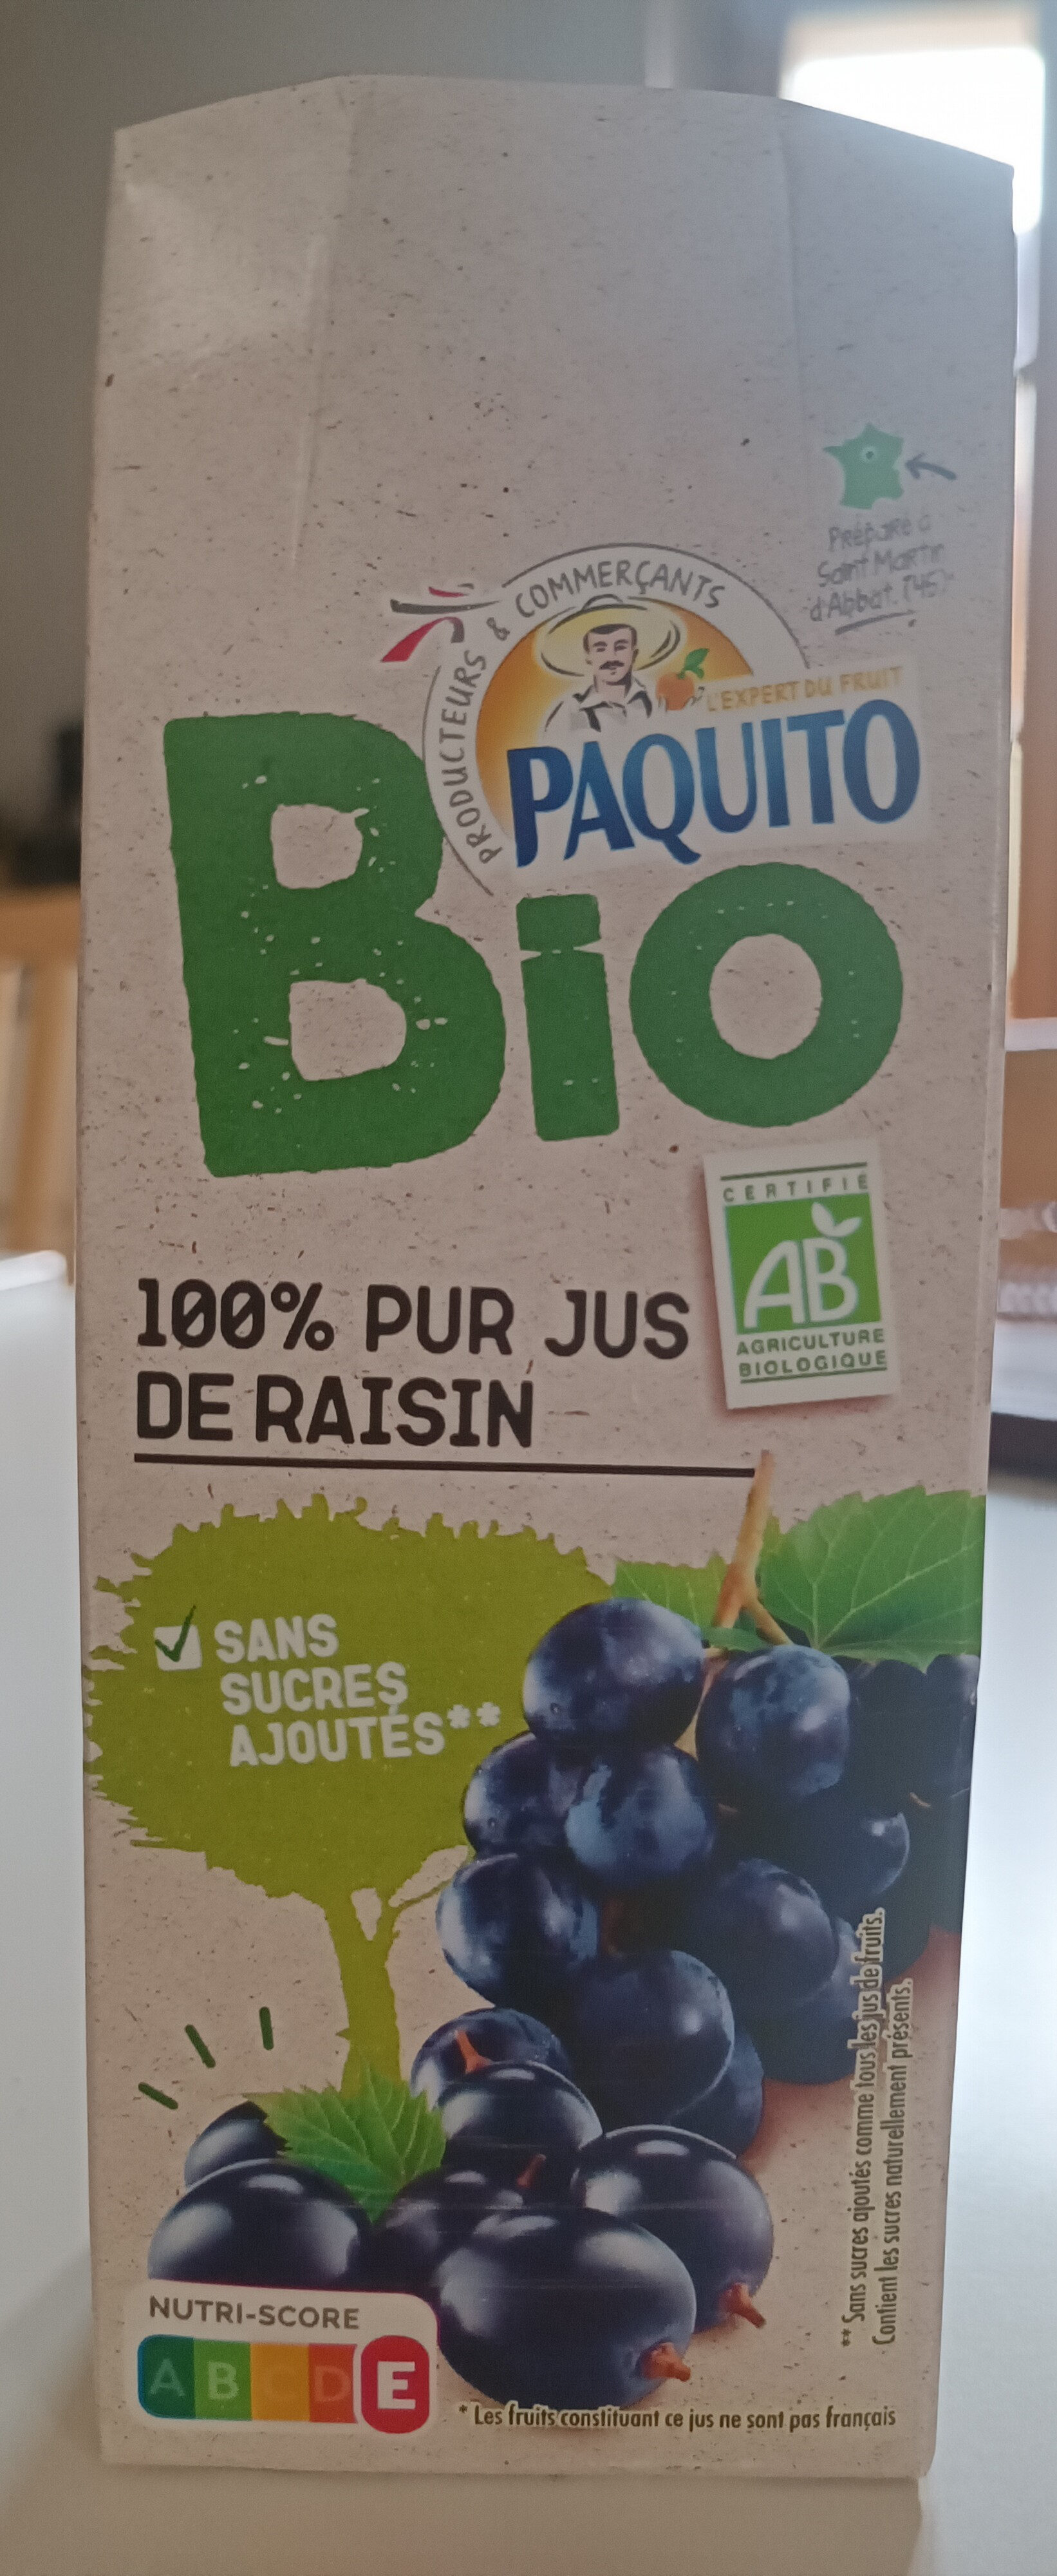 Préparé à
Saint Martin
d'Abbat (45)*
PRODUCTEURS & COMMERÇANTS
L'EXPERT DU FRUIT
PAQUITO
Bio
CERTIFIÉ
AB
AGRICULTURE
BIOLOGIQUE
100% PUR JUS
DE RAISIN
SANS
SUCRES
AJOUTÉS**
** Sans sucres ajoutés comme tous les jus de fruits.
Contient les sucres naturellement présents.
NUTRI-SCORE
A B C D E
* Les fruits constituant ce jus ne sont pas français